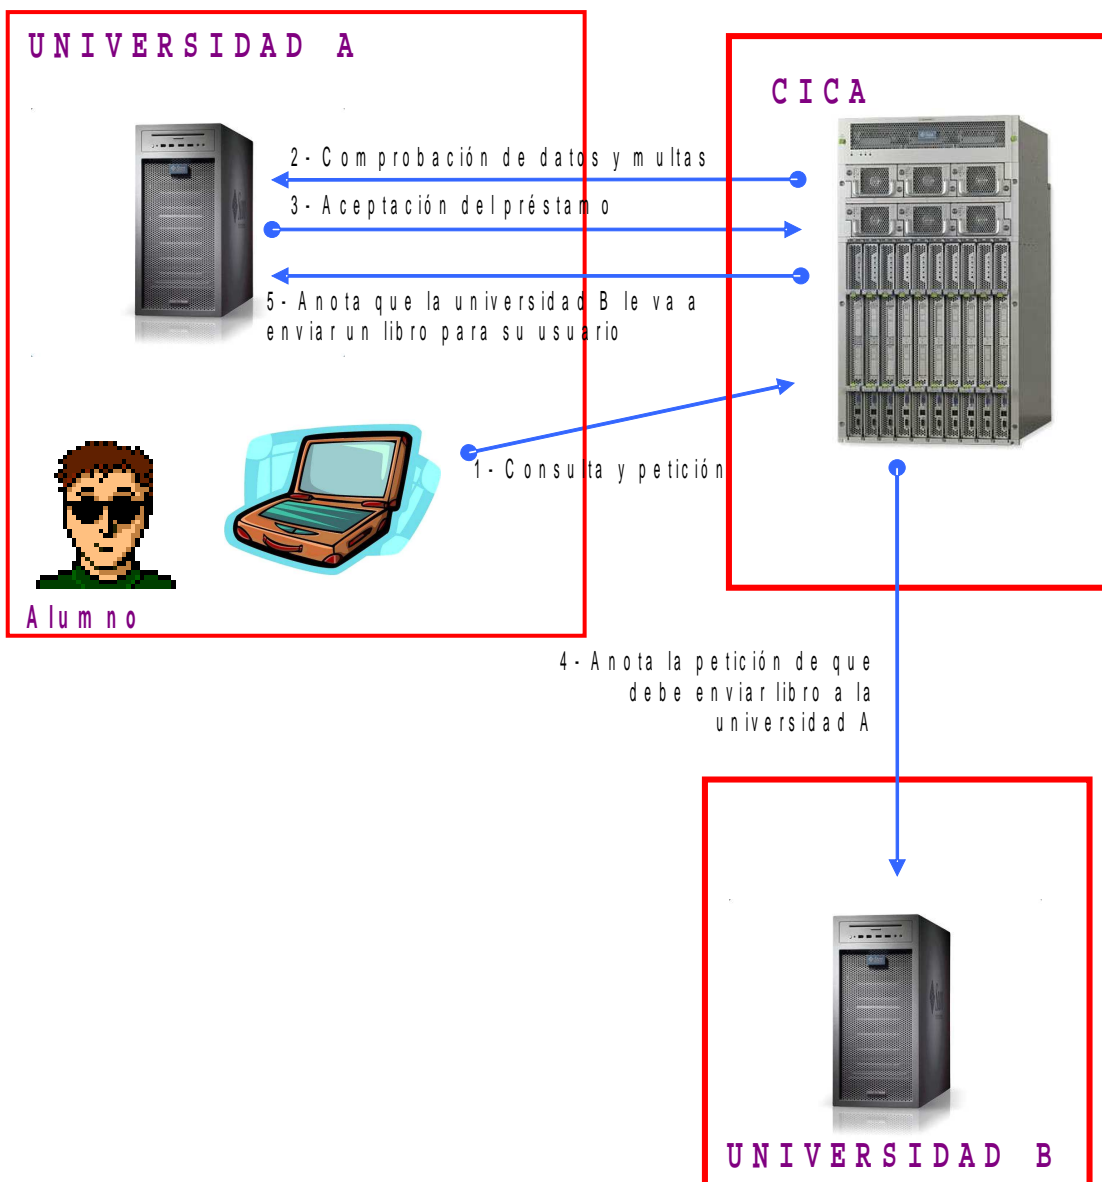 UNIVERSIDAD A
CICA
2- Comprobación de datos y multas
3- Aceptación del préstamo
5- Anota que la universidad B le va a
enviar un libro para su usuario
1- Consulta y petición
Alumno
4- Anota la petición de que
debe enviar libro a la
universidad A
UNIVERSIDAD B